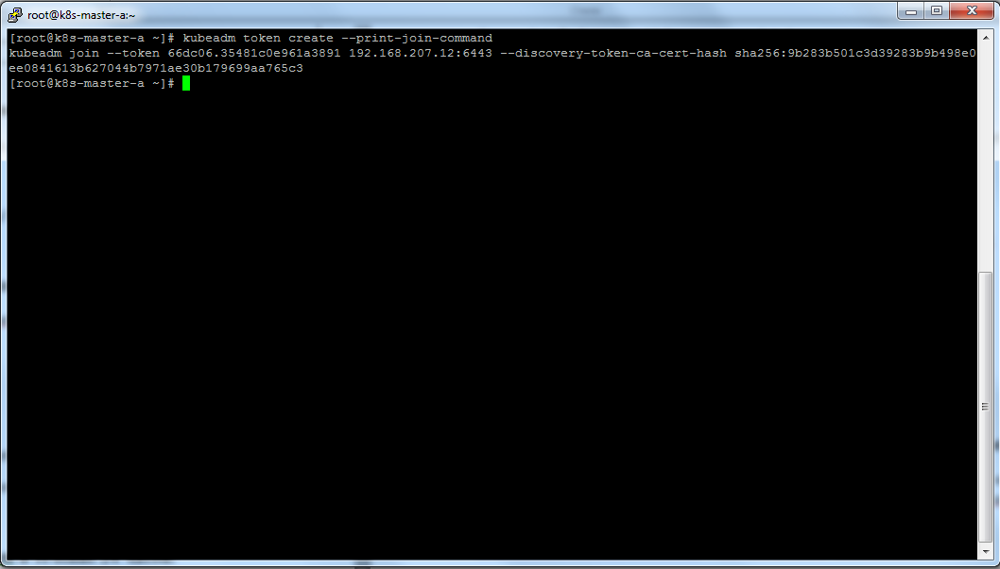 root@k8s-master-a:~
[root@k8s-master-a ~]# kubeadm token create --print-join-command
kubeadm join --token 66dc06.35481c0e961a3891 192.168.207.12:6443 --discovery-token-ca-cert-hash sha256:9b283b501c3d39283b9b498e0
ee0841613b627044b7971ae30b179699aa765c3
[root@k8s-master-a ~]#